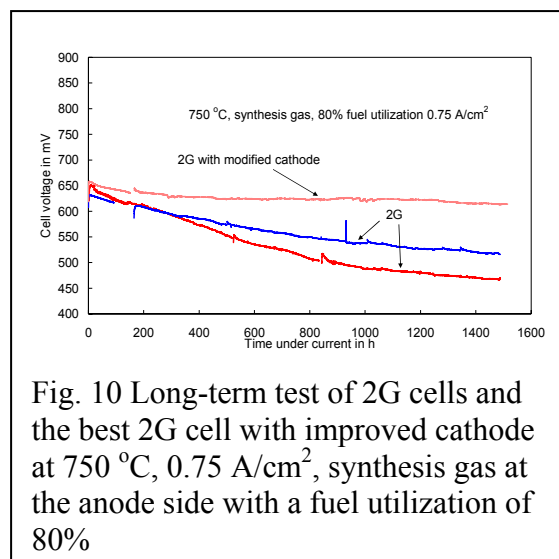 900
850
800
750
700
650
600
550
500
450
400
Cell voltage in mV
750 °C, synthesis gas, 80% fuel utilization 0.75 A/cm²
2G with modified cathode
2G
0 200 400 600 800 1000 1200 1400 1600
Time under current in h
Fig. 10 Long-term test of 2G cells and
the best 2G cell with improved cathode
at 750 °C, 0.75 A/cm², synthesis gas at
the anode side with a fuel utilization of
80%